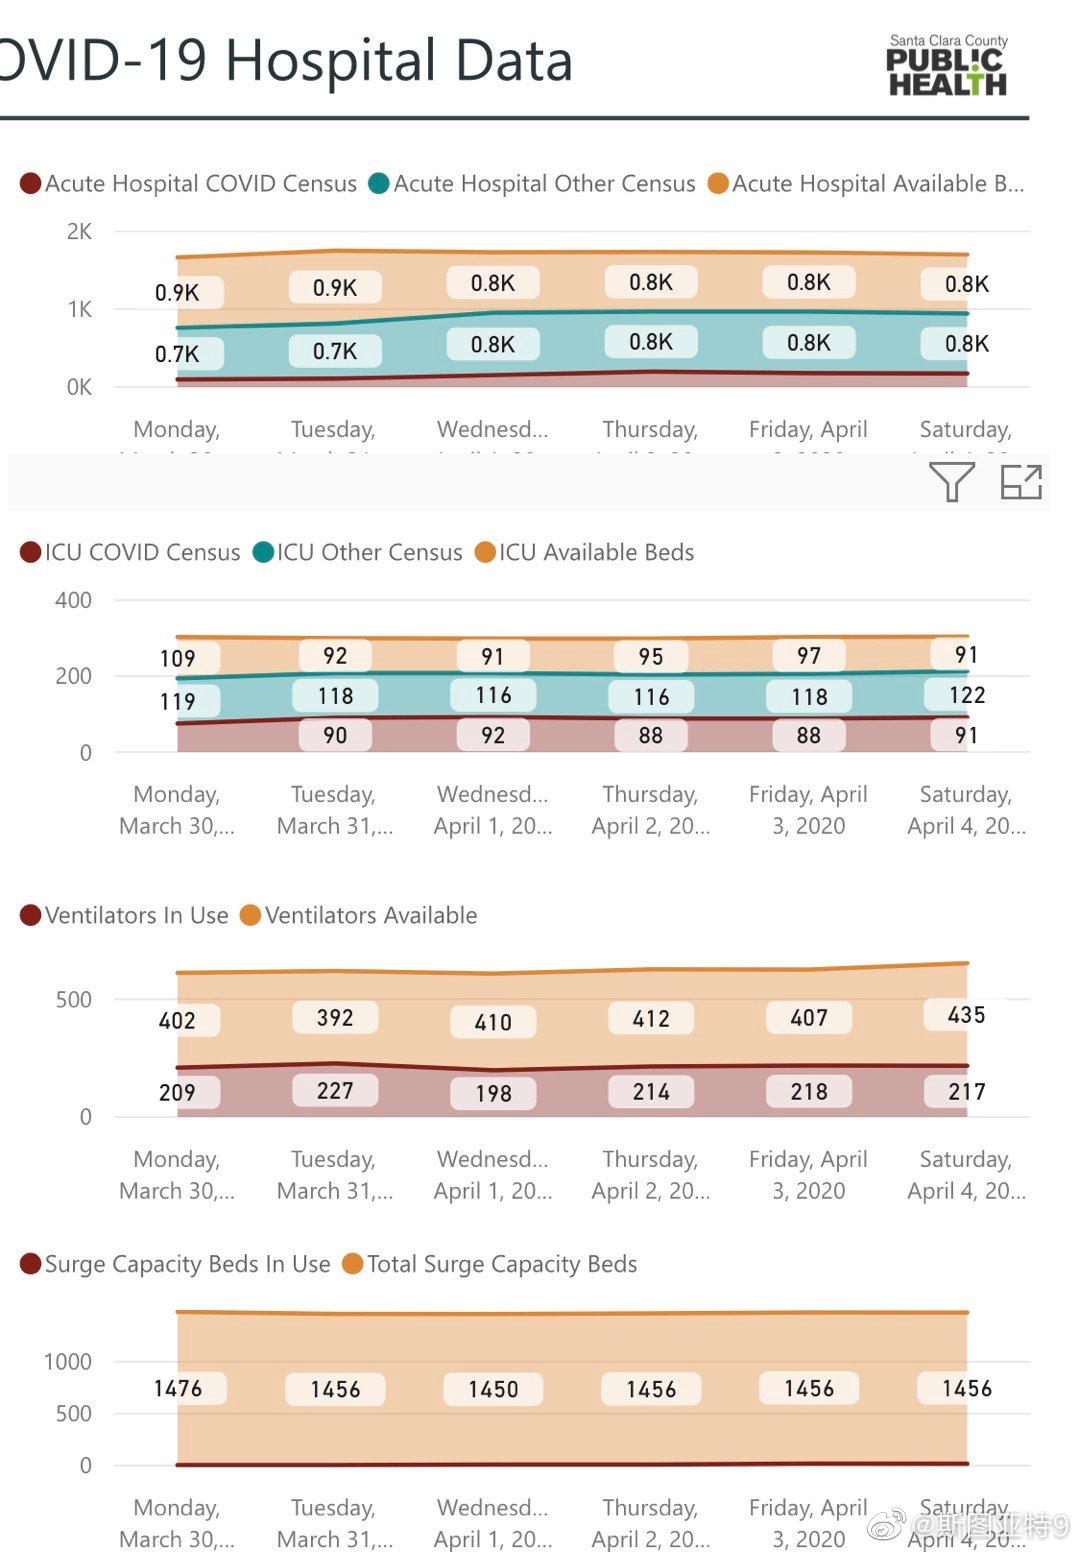 OVID-19 Hospital Data
Santa Clara County
PUBLIC
HEALTH
Acute Hospital COVID Census Acute Hospital Other Census Acute Hospital Available B...
2K
0.9K 0.9K 0.8K 0.8K 0.8K 0.8K
1K
0.7K 0.7K 0.8K 0.8K 0.8K 0.8K
0K
Monday, Tuesday, Wednesd... Thursday, Friday, April Saturday,
ICU COVID Census ICU Other Census ICU Available Beds
400
109 92 91 95 97 91
200
119 118 116 116 118 122
90 92 88 88 91
0
Monday, Tuesday, Wednesd... Thursday, Friday, April Saturday,
March 30,... March 31,... April 1, 20... April 2, 20... 3, 2020 April 4, 20...
Ventilators In Use Ventilators Available
500
402 392 410 412 407 435
209 227 198 214 218 217
0
Monday, Tuesday, Wednesd... Thursday, Friday, April Saturday,
March 30,... March 31,... April 1, 20... April 2, 20... 3, 2020 April 4, 20...
Surge Capacity Beds In Use Total Surge Capacity Beds
1000
1476 1456 1450 1456 1456 1456
500
0
Monday, Tuesday, Wednesd... Thursday, Friday, April Saturday,
March 30,... March 31,... April 1, 20... April 2, 20... 3, 2020 April 4, 20...
@斯图亚特9